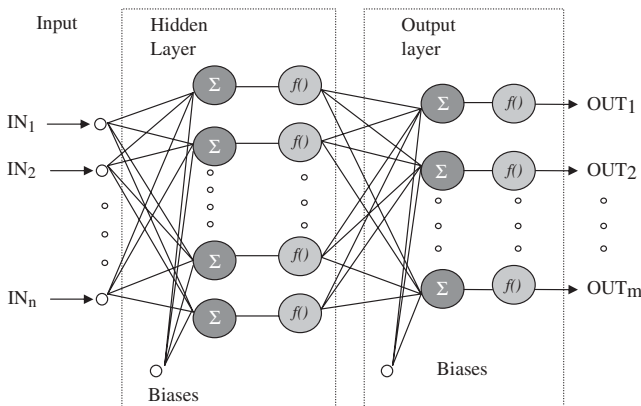 Input
Hidden
Layer
Output
layer
Σ f()
Σ f() OUT1
IN1
Σ f()
IN2
Σ f() OUT2
Σ f()
Σ f() OUTm
INn
Σ f()
Biases
Biases